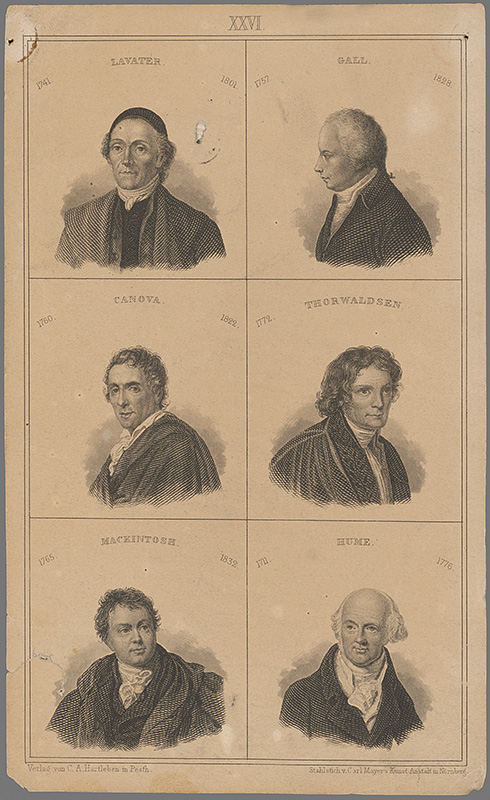 XXVI.
LAVATER.
1741. 1801.
GALL.
1757. 1828.
CANOVA.
1760. 1822.
THORWALDSEN
1772.
MACKINTOSH.
1765. 1832.
HUME.
1711. 1776.
Verlag von C. A. Hartleben in Pesth.
Stahlstich v. Carl Mayer's Kunst-Anstalt in Nürnberg.